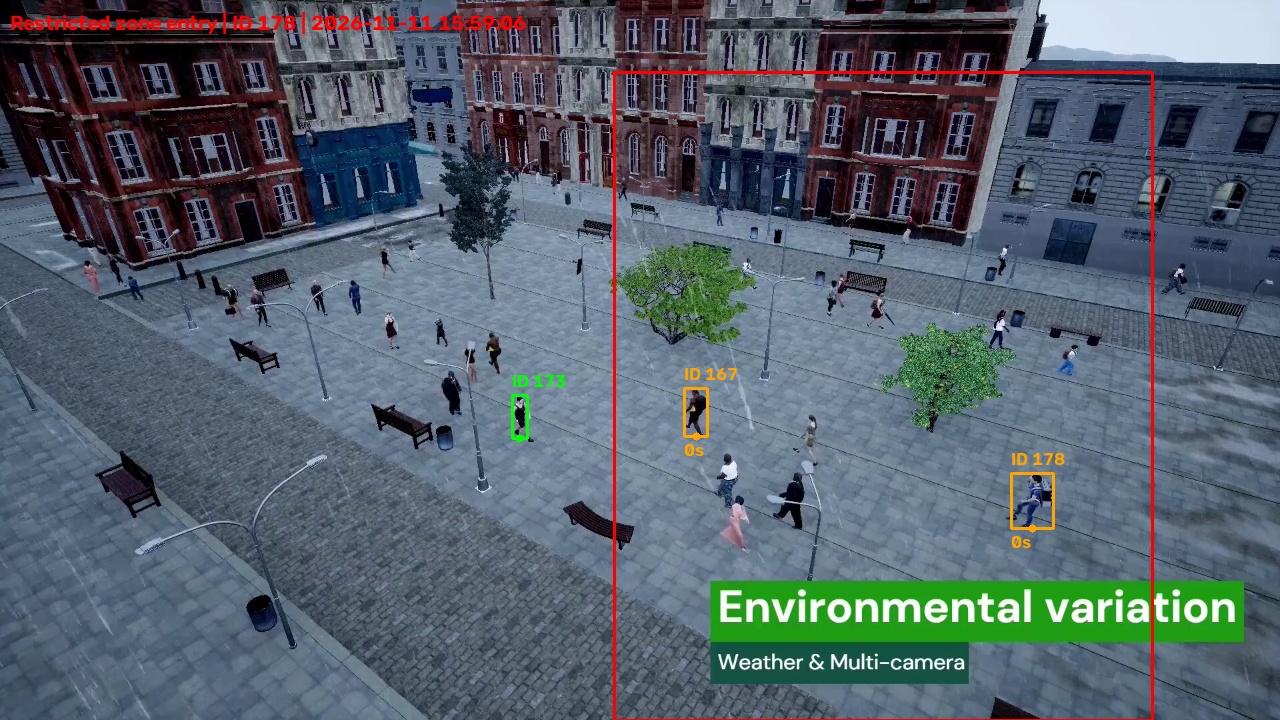 Restricted zone entry | ID 178 | 2026-11-11 15:59:06
ID 173
ID 167
0s
ID 178
0s
Environmental variation
Weather & Multi-camera